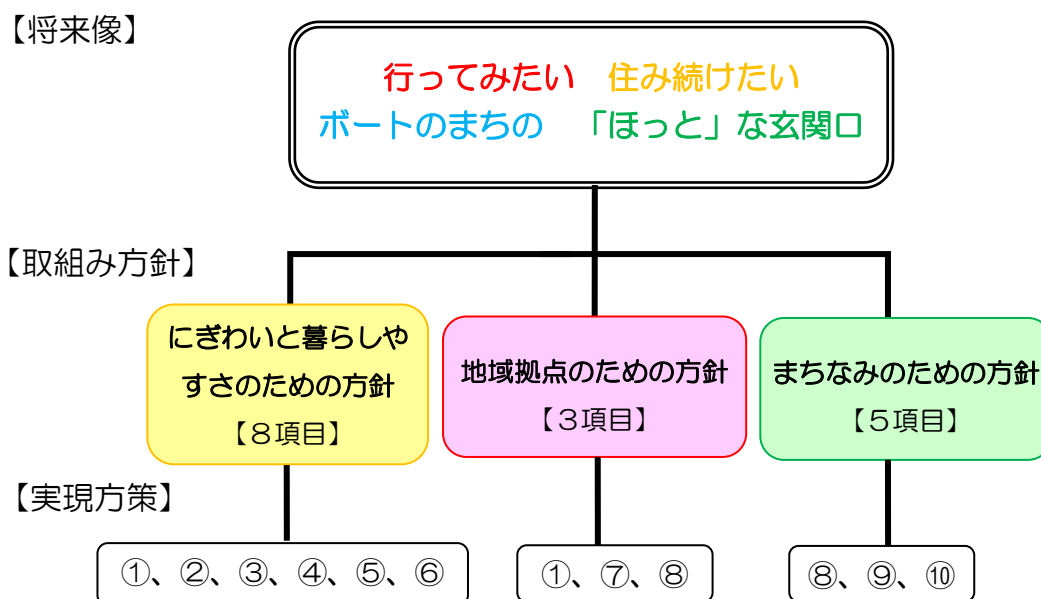 【将来像】
行ってみたい 住み続けたい
ボートのまちの 「ほっと」な玄関口
【取組み方針】
にぎわいと暮らしや
すさのための方針
【8項目】
地域拠点のための方針
【3項目】
まちなみのための方針
【5項目】
【実現方策】
①、②、③、④、⑤、⑥
①、⑦、⑧
⑧、⑨、⑩